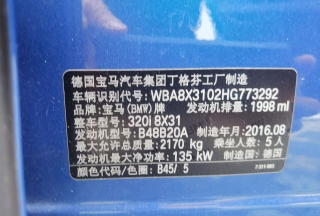 德国宝马汽车集团丁格芬工厂制造
车辆识别代号:WBA8X3102HG773292
品牌:宝马(BMW)牌 发动机排量:1998 ml
型号:320i 8X31
发动机型号:B48B20A 制造年月:2016.08
最大允许总质量:2170 kg 乘坐人数:5人
发动机最大净功率:135 kW 制造国:德国
颜色代码/色条:B45/ 5